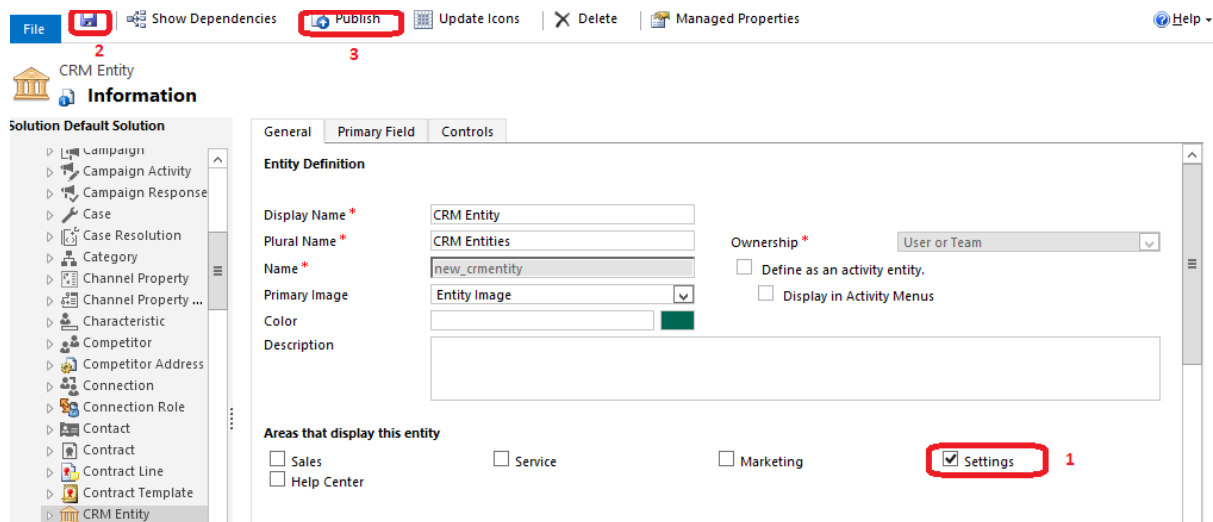 File Show Dependencies Publish Update Icons Delete Managed Properties Help
2 3
CRM Entity
Information
Solution Default Solution
General Primary Field Controls
Campaign
Entity Definition
Campaign Activity
Campaign Response
Case
Display Name * CRM Entity
Case Resolution
Plural Name * CRM Entities Ownership * User or Team
Category
Name * new_crmentity Define as an activity entity.
Channel Property
Primary Image Entity Image Display in Activity Menus
Channel Property ...
Characteristic
Color
Competitor
Description
Competitor Address
Connection
Connection Role
Contact
Areas that display this entity
Contract
Sales Service Marketing Settings 1
Contract Line
Help Center
Contract Template
CRM Entity